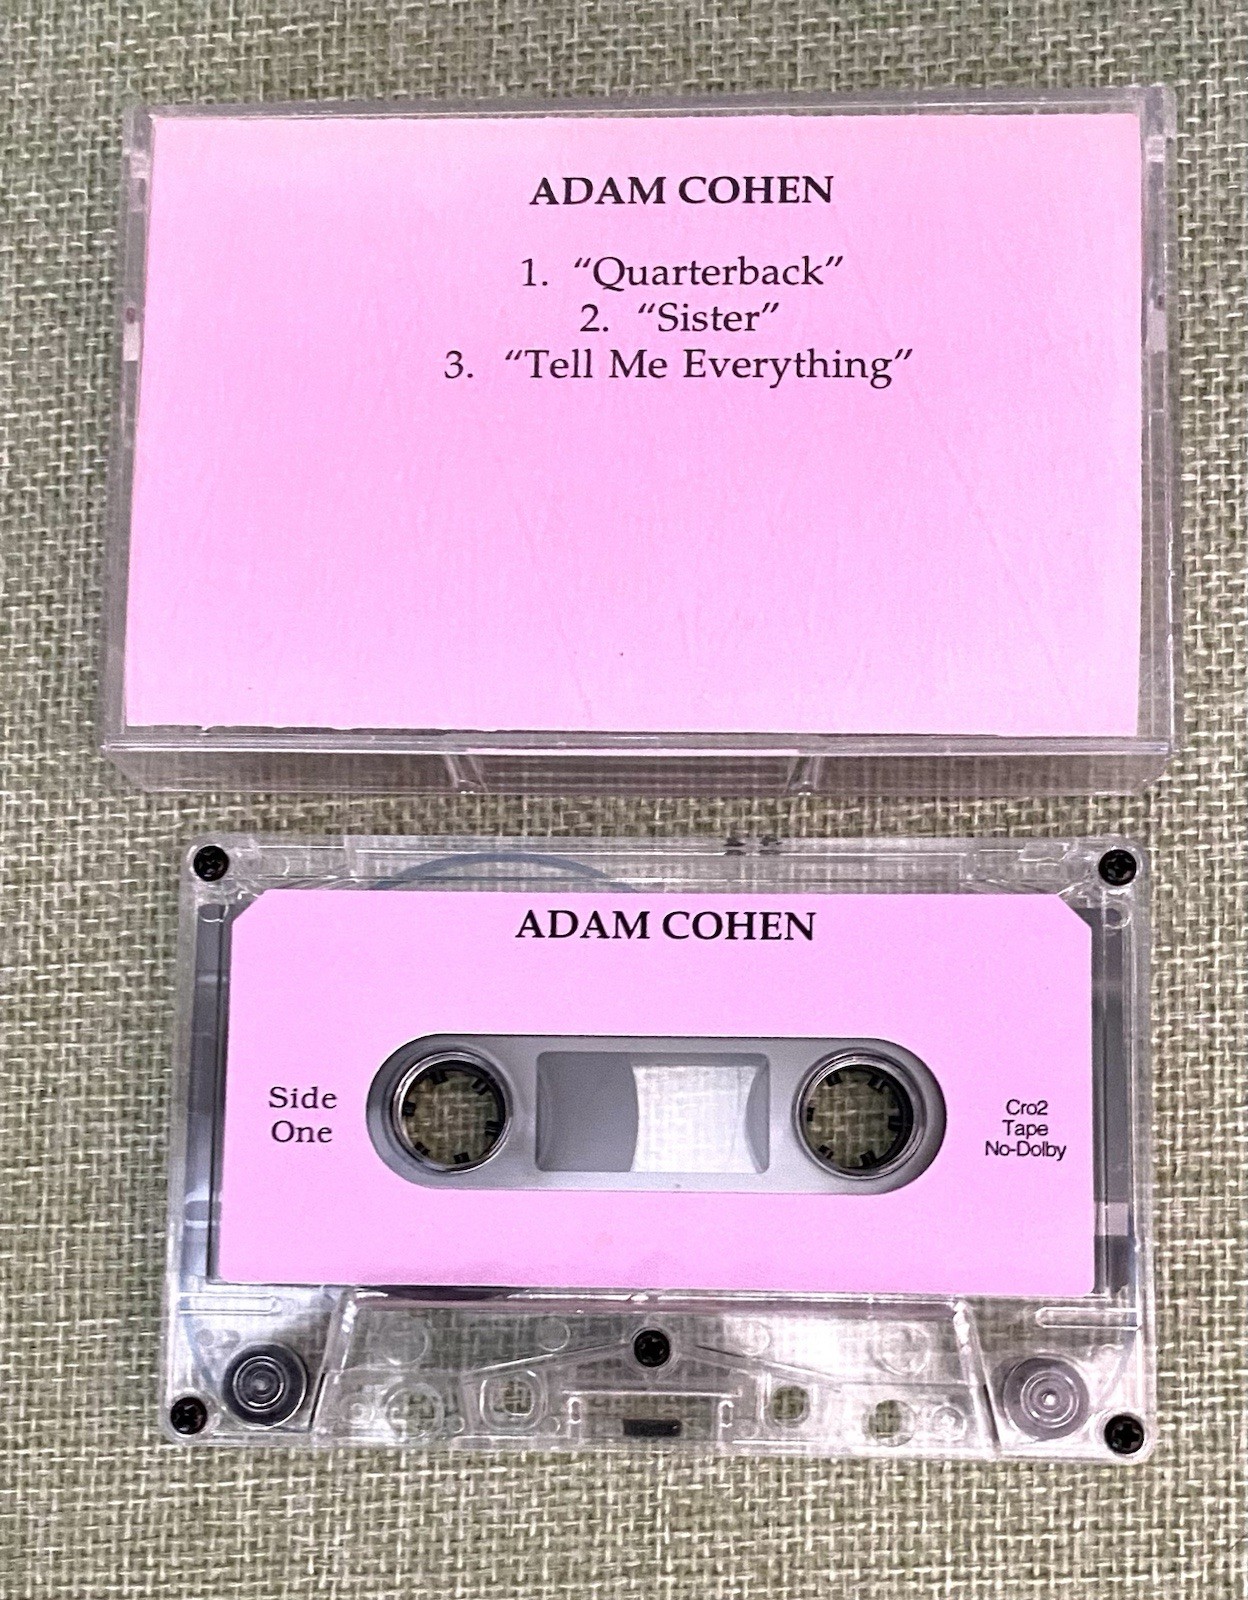 ADAM COHEN
1. “Quarterback”
2. “Sister”
3. “Tell Me Everything”
ADAM COHEN
Side
One
Cro2
Tape
No-Dolby